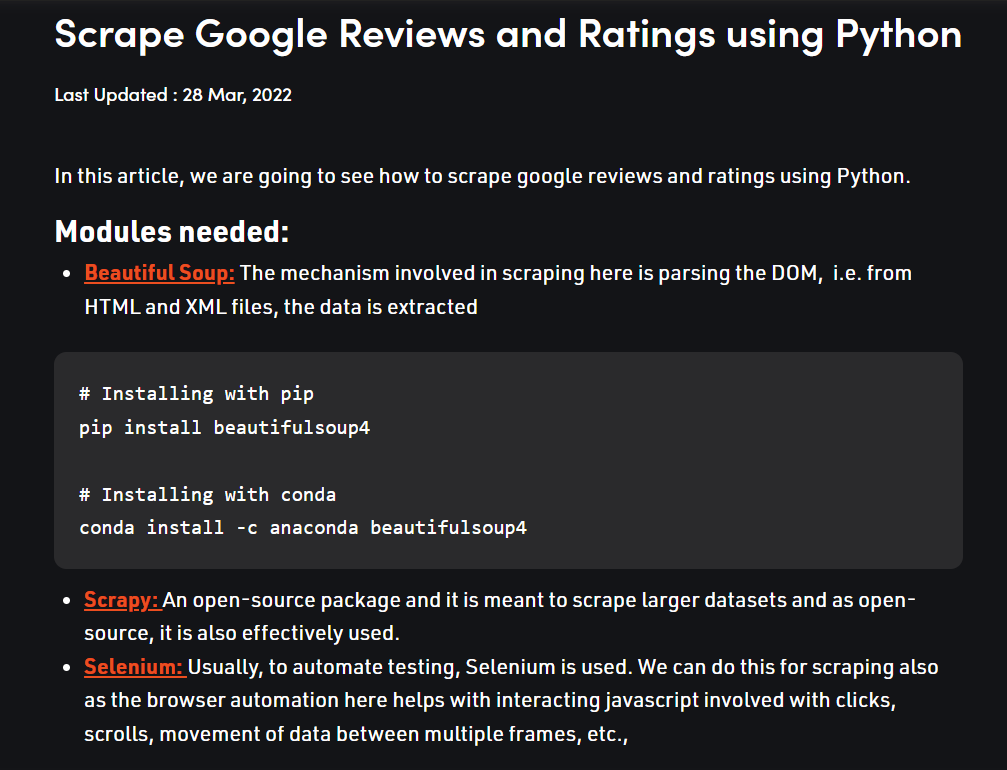 Scrape Google Reviews and Ratings using Python
Last Updated : 28 Mar, 2022
In this article, we are going to see how to scrape google reviews and ratings using Python.
Modules needed:
• Beautiful Soup: The mechanism involved in scraping here is parsing the DOM,  i.e. from
HTML and XML files, the data is extracted
# Installing with pip
pip install beautifulsoup4
# Installing with conda
conda install -c anaconda beautifulsoup4
• Scrapy: An open-source package and it is meant to scrape larger datasets and as open-
source, it is also effectively used.
• Selenium: Usually, to automate testing, Selenium is used. We can do this for scraping also
as the browser automation here helps with interacting javascript involved with clicks,
scrolls, movement of data between multiple frames, etc.,